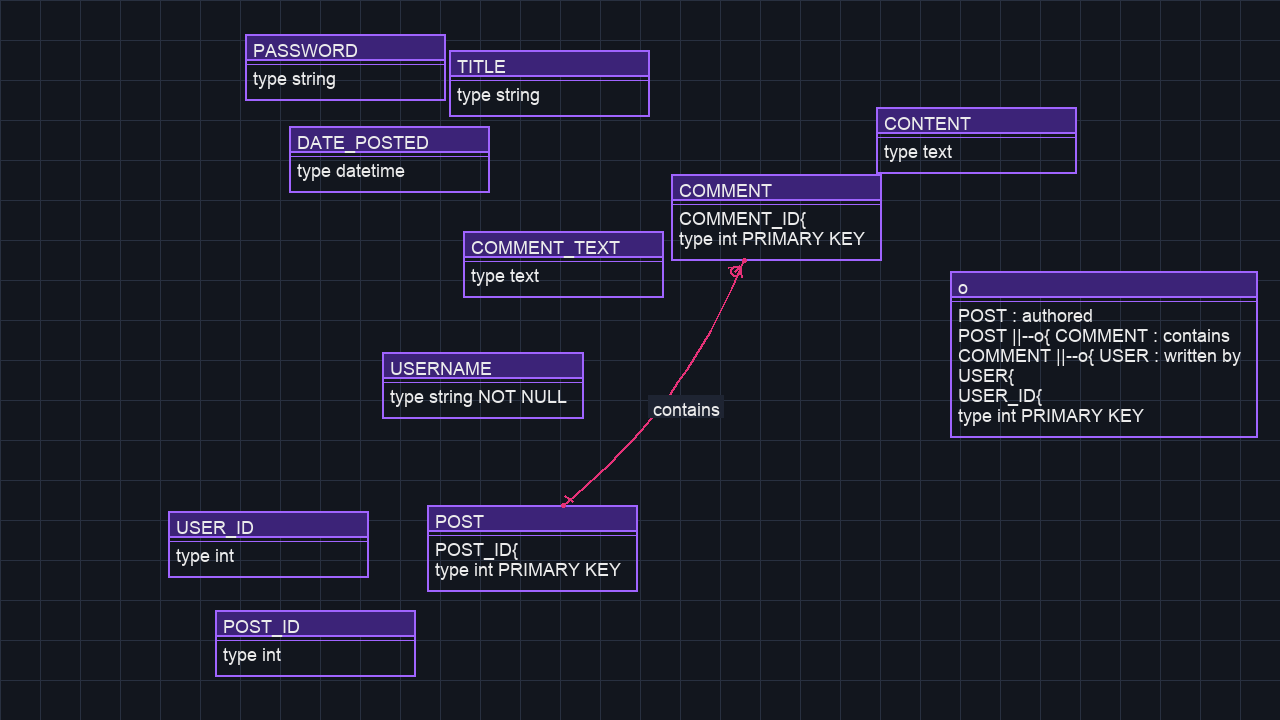 PASSWORD
type string
TITLE
type string
DATE_POSTED
type datetime
CONTENT
type text
COMMENT
COMMENT_ID{
type int PRIMARY KEY
COMMENT_TEXT
type text
o
POST : authored
POST ||--o{ COMMENT : contains
COMMENT ||--o{ USER : written by
USER{
USER_ID{
type int PRIMARY KEY
USERNAME
type string NOT NULL
contains
USER_ID
type int
POST
POST_ID{
type int PRIMARY KEY
POST_ID
type int